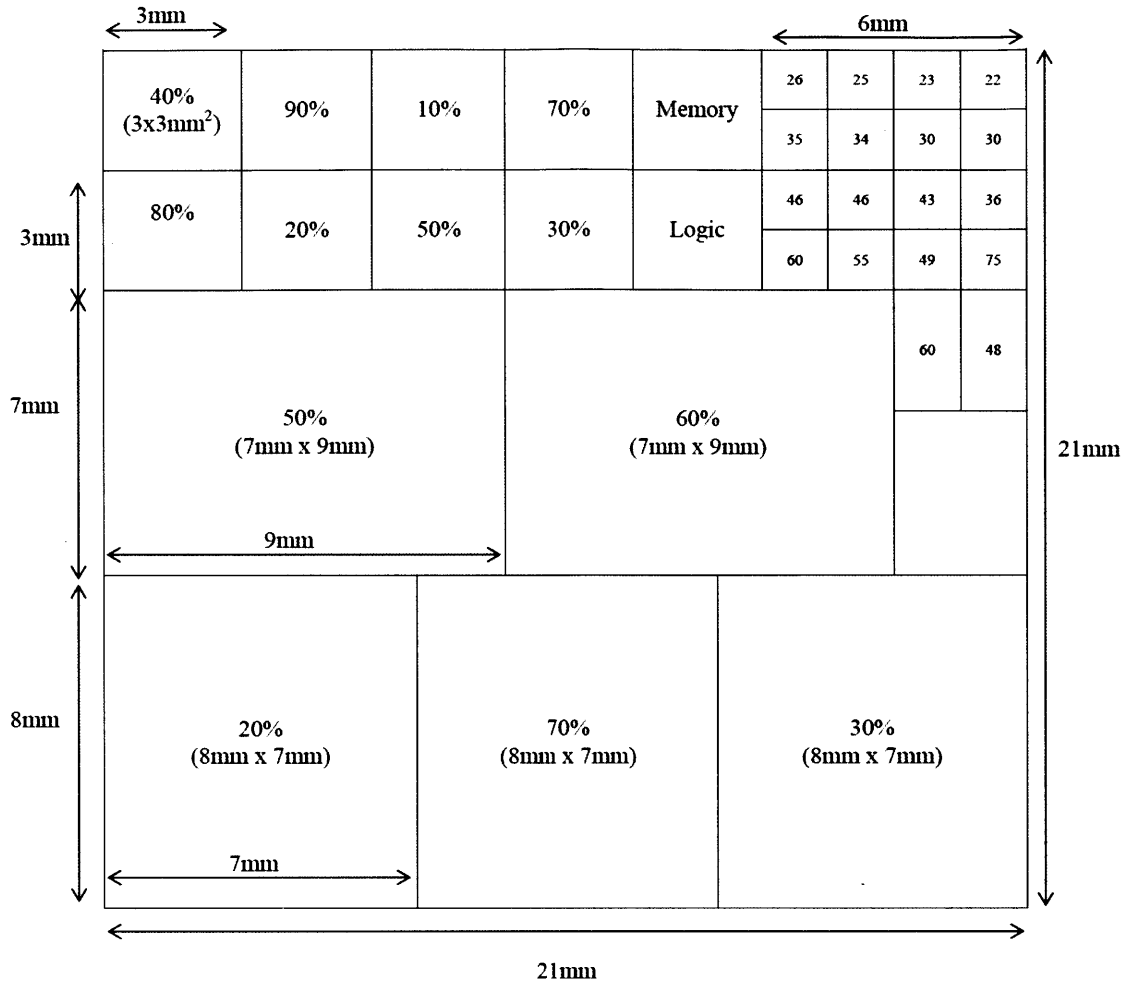 3mm
6mm
40%
(3x3mm²)
90%
10%
70%
Memory
26
25
23
22
35
34
30
30
80%
20%
50%
30%
Logic
46
46
43
36
60
55
49
75
3mm
7mm
50%
(7mm x 9mm)
60%
(7mm x 9mm)
60
48
21mm
9mm
8mm
20%
(8mm x 7mm)
70%
(8mm x 7mm)
30%
(8mm x 7mm)
7mm
21mm